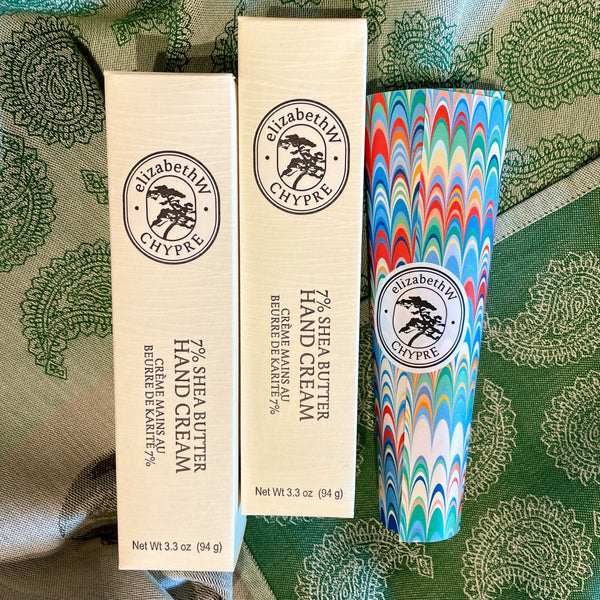 elizabethW
CHYPRE
7% SHEA BUTTER
HAND CREAM
CRÈME MAINS AU
BEURRE DE KARITÉ 7%
Net Wt 3.3 oz (94 g)
elizabethW
CHYPRE
7% SHEA BUTTER
HAND CREAM
CRÈME MAINS AU
BEURRE DE KARITÉ 7%
Net Wt 3.3 oz (94 g)
elizabethW
CHYPRE